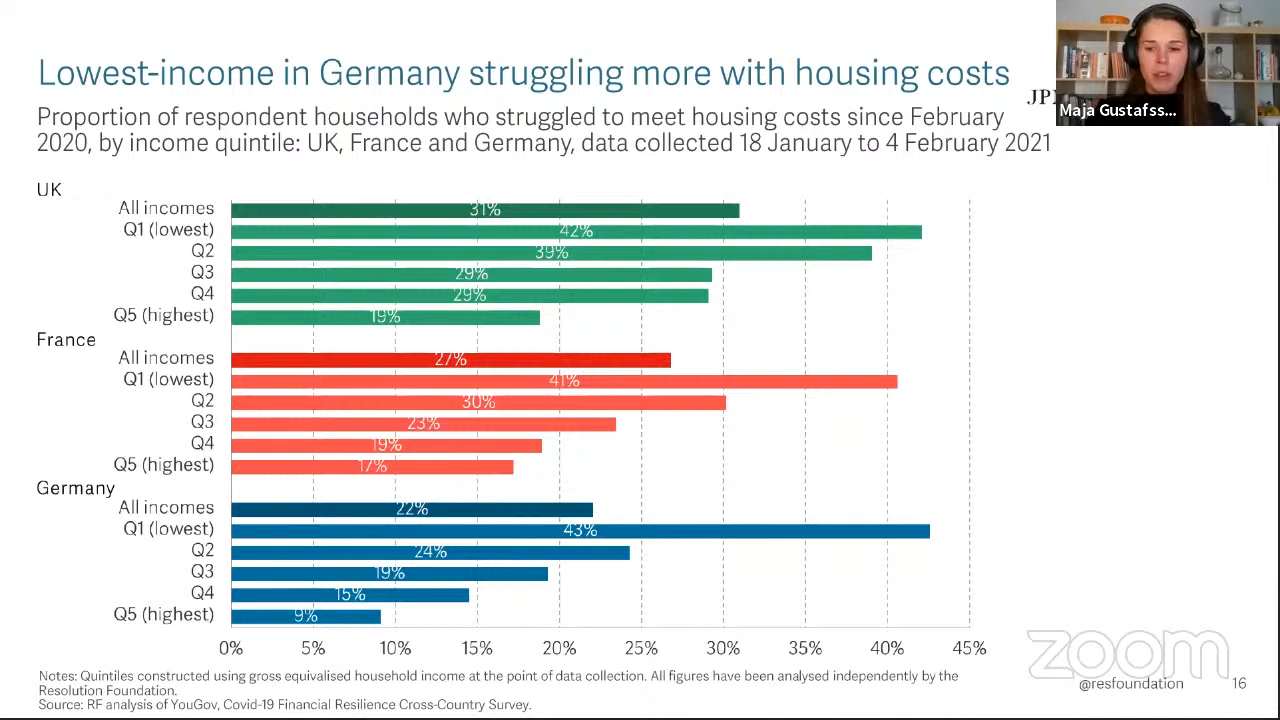 Lowest-income in Germany struggling more with housing costs
Proportion of respondent households who struggled to meet housing costs since February
2020, by income quintile: UK, France and Germany, data collected 18 January to 4 February 2021
Maja Gustafss...
UK
All incomes 31%
Q1 (lowest) 42%
Q2 39%
Q3 29%
Q4 29%
Q5 (highest) 19%
France
All incomes 27%
Q1 (lowest) 41%
Q2 30%
Q3 23%
Q4 19%
Q5 (highest) 17%
Germany
All incomes 22%
Q1 (lowest) 43%
Q2 24%
Q3 19%
Q4 15%
Q5 (highest) 9%
0% 5% 10% 15% 20% 25% 30% 35% 40% 45%
Notes: Quintiles constructed using gross equivalised household income at the point of data collection. All figures have been analysed independently by the
Resolution Foundation.
Source: RF analysis of YouGov, Covid-19 Financial Resilience Cross-Country Survey.
zoom
@resfoundation 16